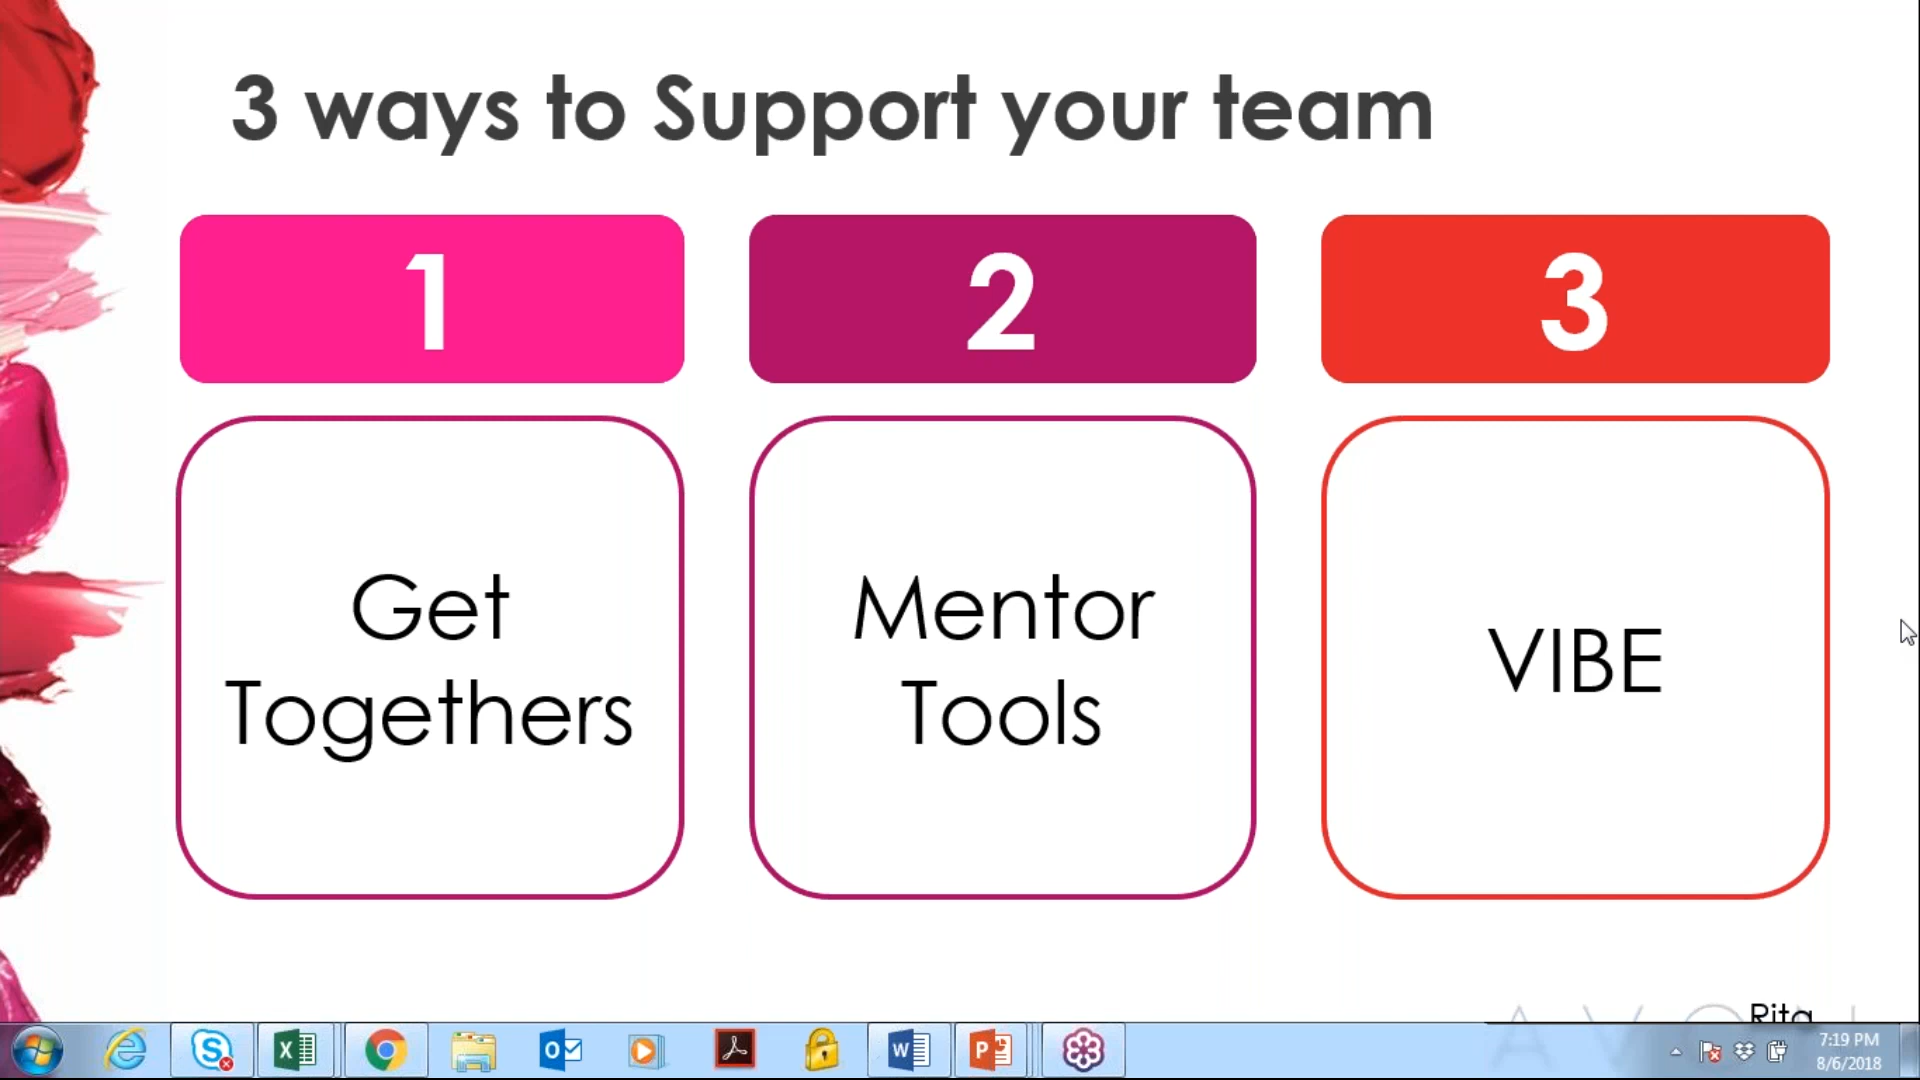 3 ways to Support your team
1
2
3
Get
Togethers
Mentor
Tools
VIBE
Rita
AVON
7:19 PM
8/6/2018